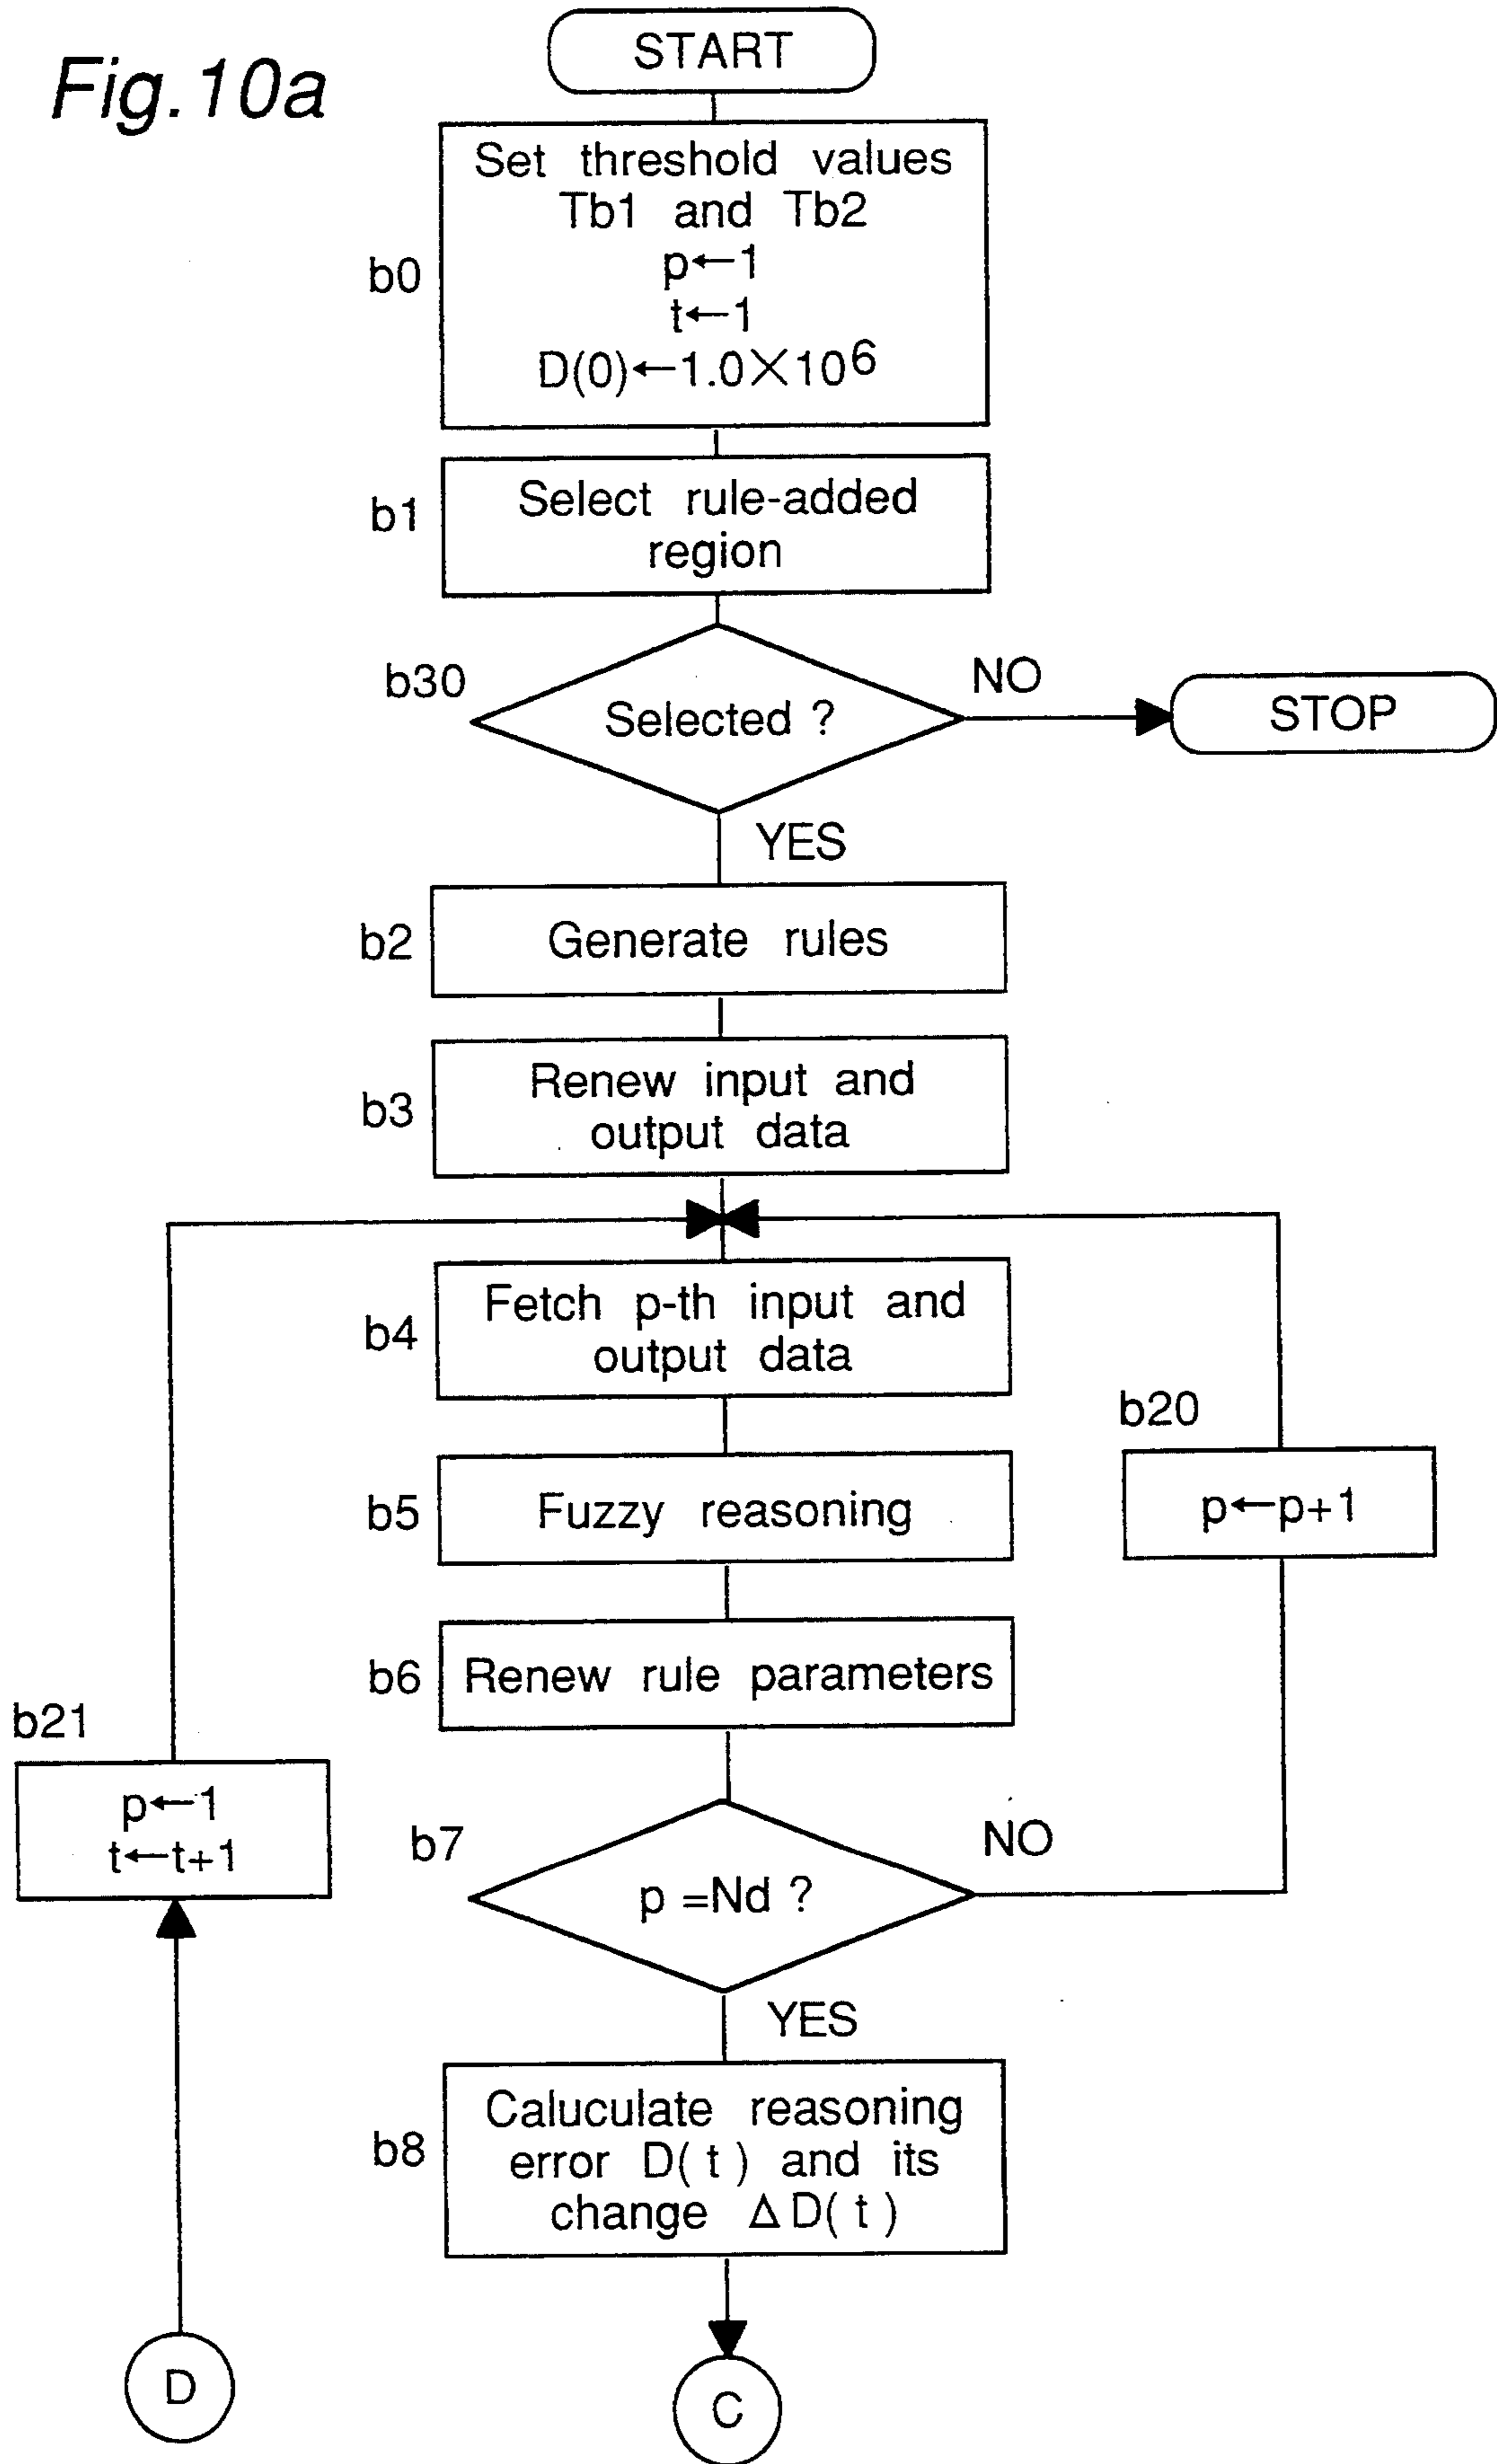 Fig.10a
START
Set threshold values
Tb1 and Tb2
p←1
t←1
D(0)←1.0×10⁶
b0
Select rule-added
region
b1
b30
Selected ?
NO
STOP
YES
b2
Generate rules
b3
Renew input and
output data
b4
Fetch p-th input and
output data
b20
p←p+1
b5
Fuzzy reasoning
b6
Renew rule parameters
b21
p←1
t←t+1
b7
p =Nd ?
NO
YES
b8
Caluculate reasoning
error D( t ) and its
change ΔD( t )
D
C